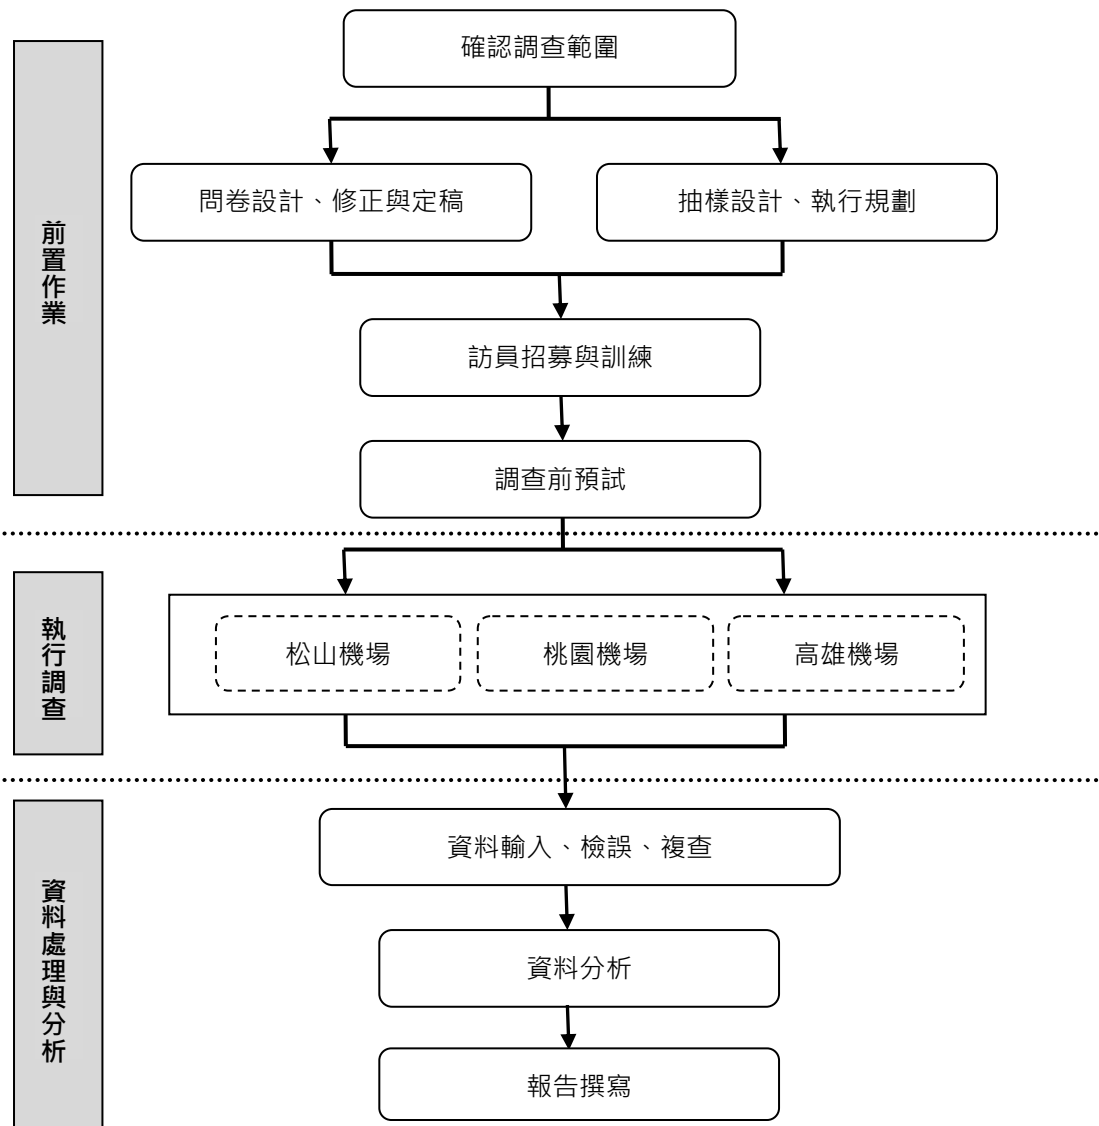 前置作業
確認調查範圍
問卷設計、修正與定稿
抽樣設計、執行規劃
訪員招募與訓練
調查前預試
執行調查
松山機場
桃園機場
高雄機場
資料處理與分析
資料輸入、檢誤、複查
資料分析
報告撰寫